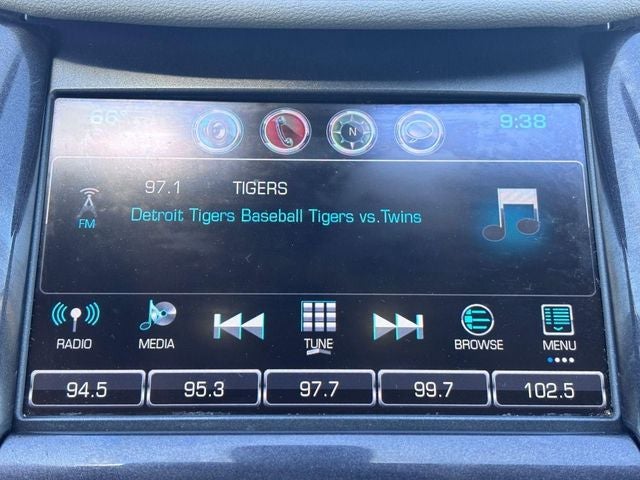 66° 9:38
N
97.1 TIGERS
FM Detroit Tigers Baseball Tigers vs.Twins
RADIO MEDIA TUNE BROWSE MENU
94.5 95.3 97.7 99.7 102.5